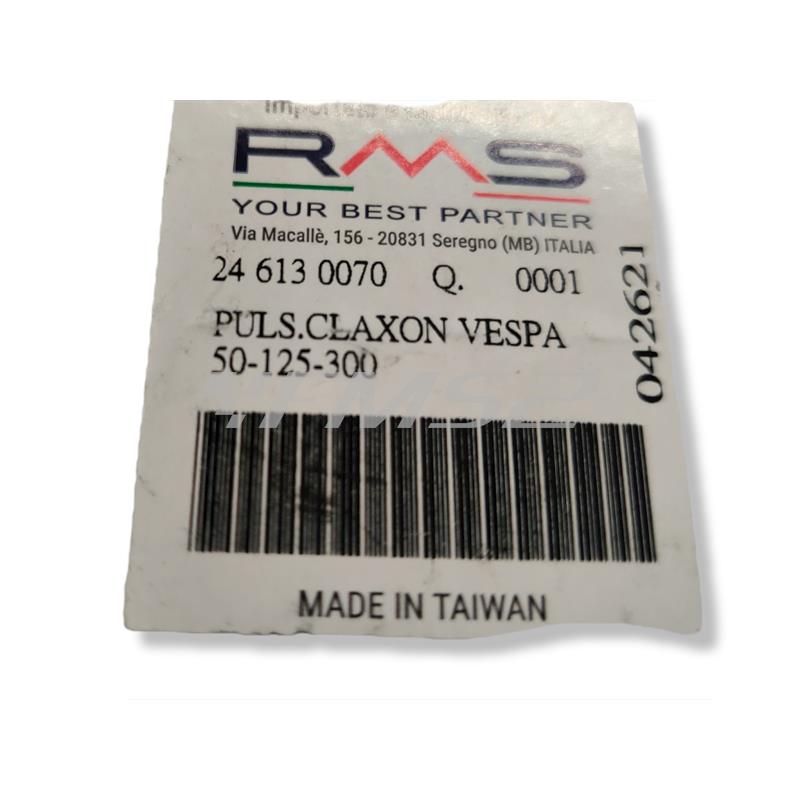 RMS
YOUR BEST PARTNER
Via Macallè, 156 - 20831 Seregno (MB) ITALIA
24 613 0070 Q. 0001
PULS.CLAXON VESPA
50-125-300
MADE IN TAIWAN
042621